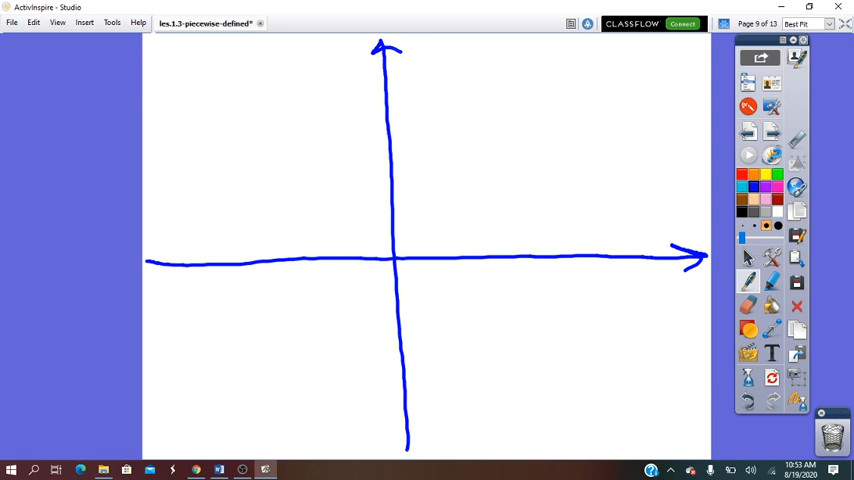 ActivInspire - Studio
File Edit View Insert Tools Help
les.1.3-piecewise-defined*
CLASSFLOW Connect
Page 9 of 13
Best Fit
T
10:53 AM
8/19/2020